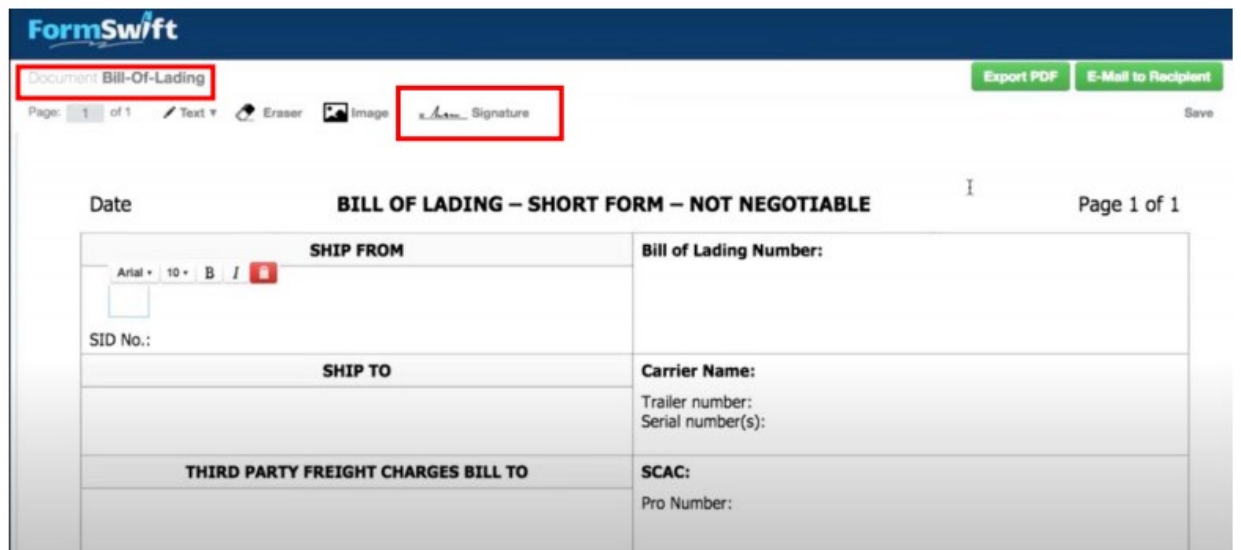 FormSwift
Document Bill-Of-Lading
Export PDF E-Mail to Recipient
Page: 1 of 1 Text Eraser Image Signature Save
Date BILL OF LADING – SHORT FORM – NOT NEGOTIABLE Page 1 of 1
SHIP FROM Bill of Lading Number:
Arial 10 B I
SID No.:
SHIP TO Carrier Name:
Trailer number:
Serial number(s):
THIRD PARTY FREIGHT CHARGES BILL TO SCAC:
Pro Number: